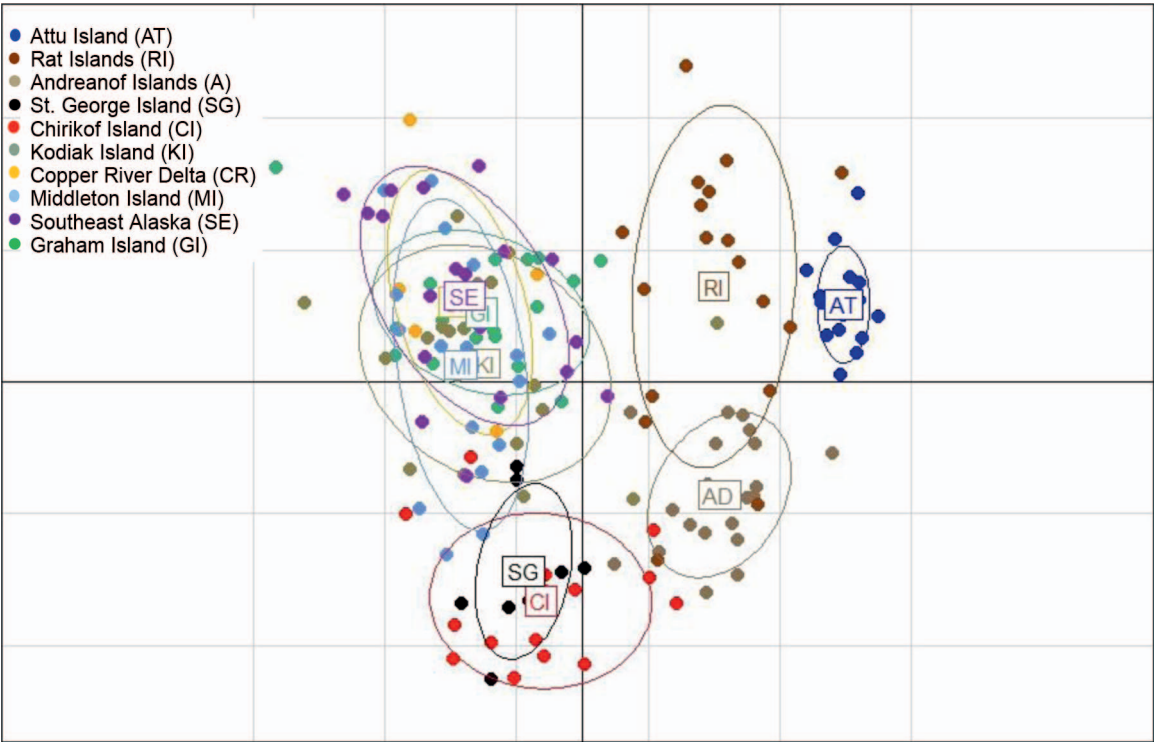 Attu Island (AT)
Rat Islands (RI)
Andreanof Islands (A)
St. George Island (SG)
Chirikof Island (CI)
Kodiak Island (KI)
Copper River Delta (CR)
Middleton Island (MI)
Southeast Alaska (SE)
Graham Island (GI)
RI
SE
AT
GI
MI
KI
AD
SG
CI